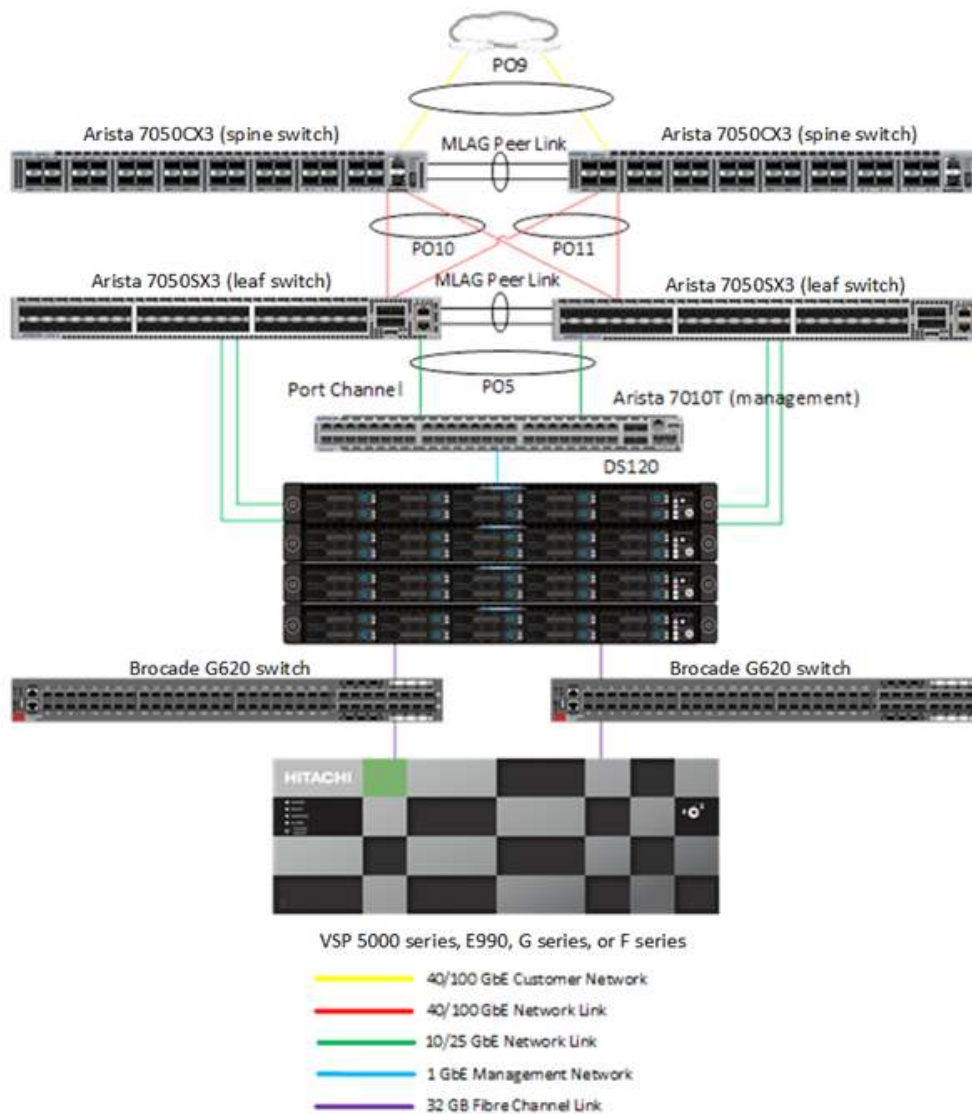 PO9
Arista 7050CX3 (spine switch)
Arista 7050CX3 (spine switch)
MLAG Peer Link
PO10
PO11
Arista 7050SX3 (leaf switch)
MLAG Peer Link
Arista 7050SX3 (leaf switch)
Port Channel
PO5
Arista 7010T (management)
DS120
Brocade G620 switch
Brocade G620 switch
HITACHI
VSP 5000 series, E990, G series, or F series
40/100 GbE Customer Network
40/100 GbE Network Link
10/25 GbE Network Link
1 GbE Management Network
32 GB Fibre Channel Link